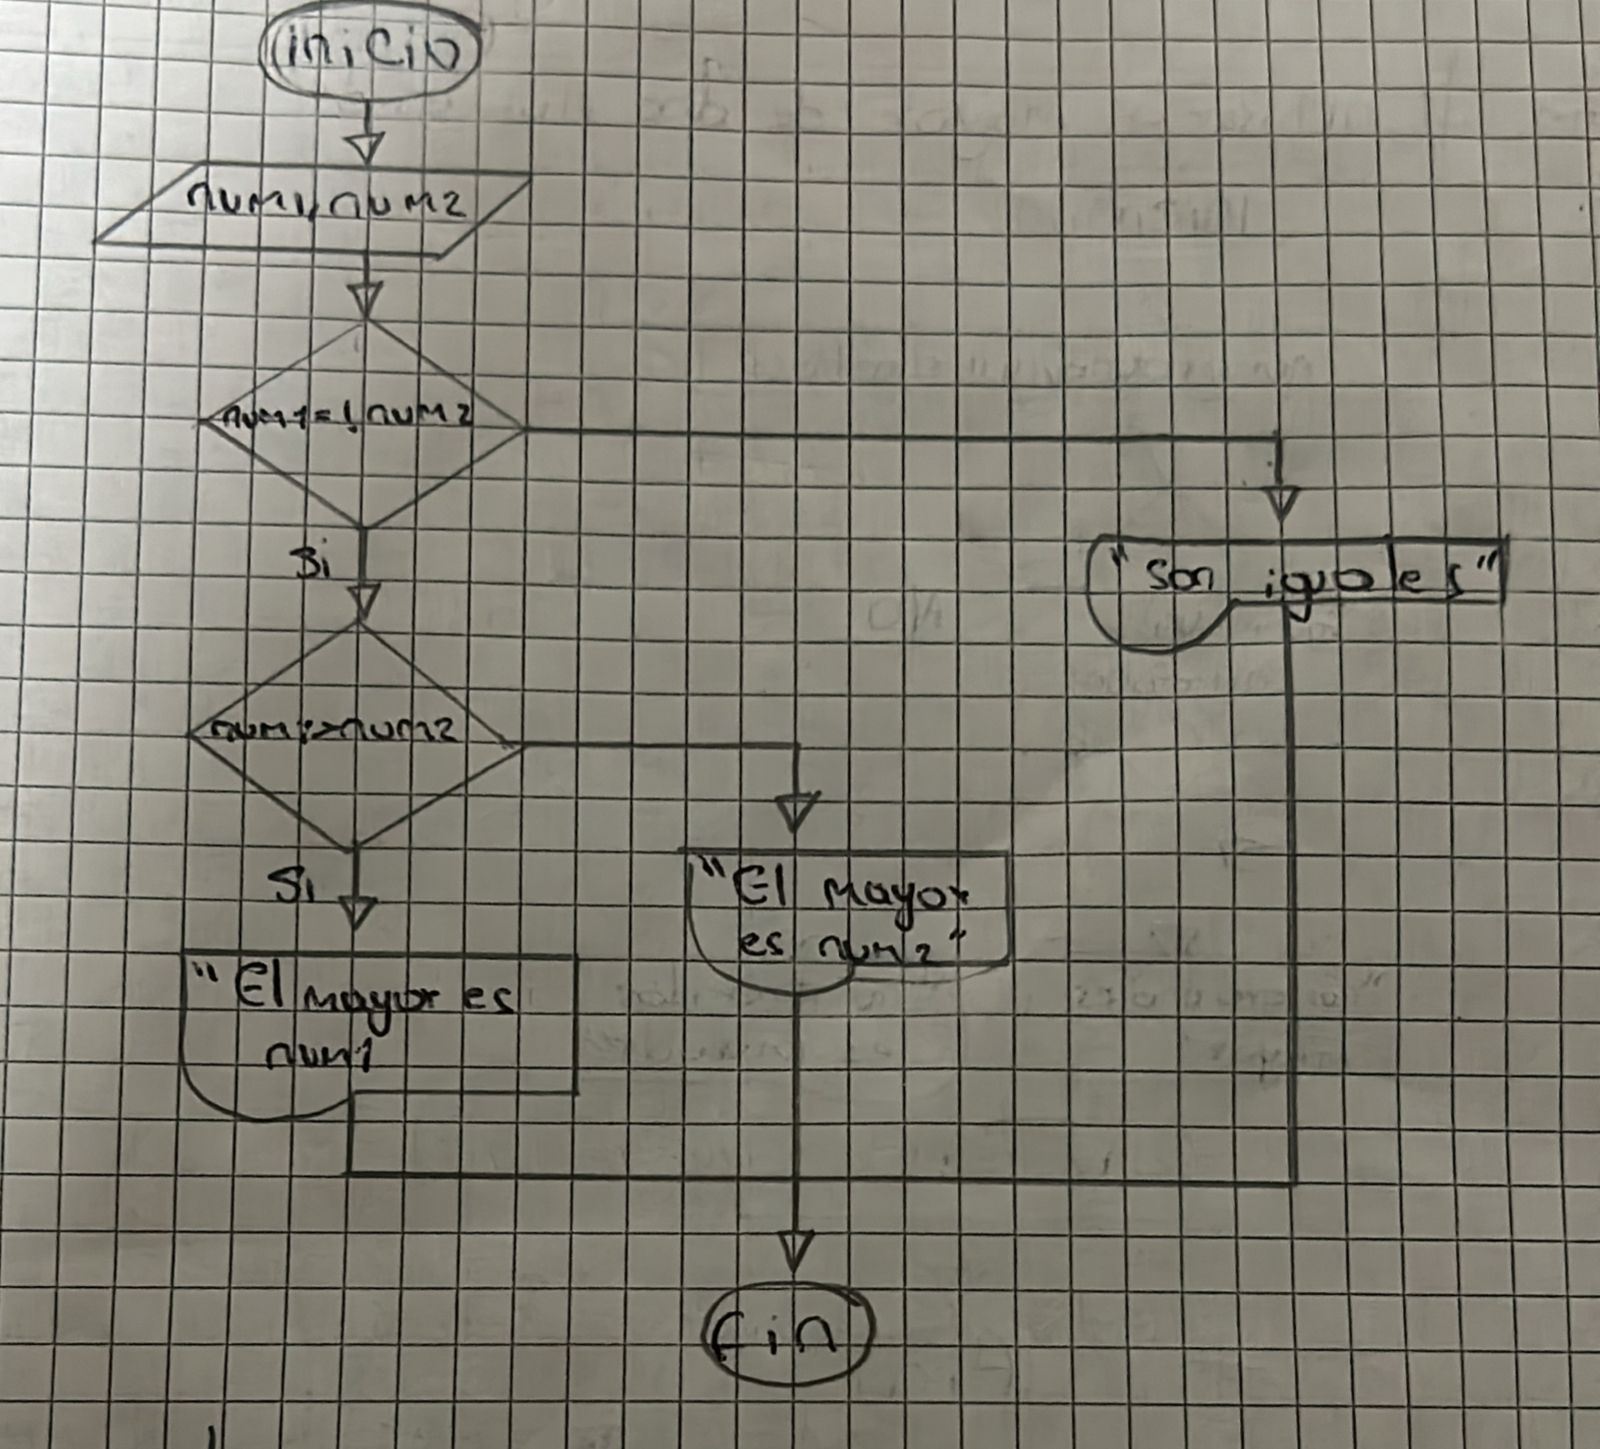 inicio
num1, num2
num1=!num2
Si
"son iguales"
num1>num2
Si
"El mayor
es num2"
"El mayor es
num1
fin